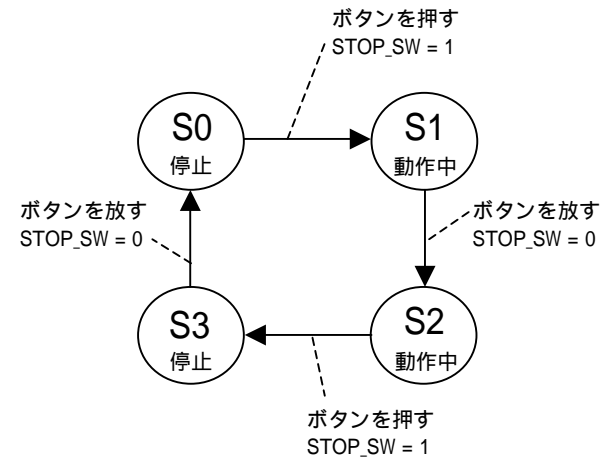 ボタンを押す
STOP_SW = 1
S0
停止
S1
動作中
ボタンを放す
STOP_SW = 0
ボタンを放す
STOP_SW = 0
S3
停止
S2
動作中
ボタンを押す
STOP_SW = 1